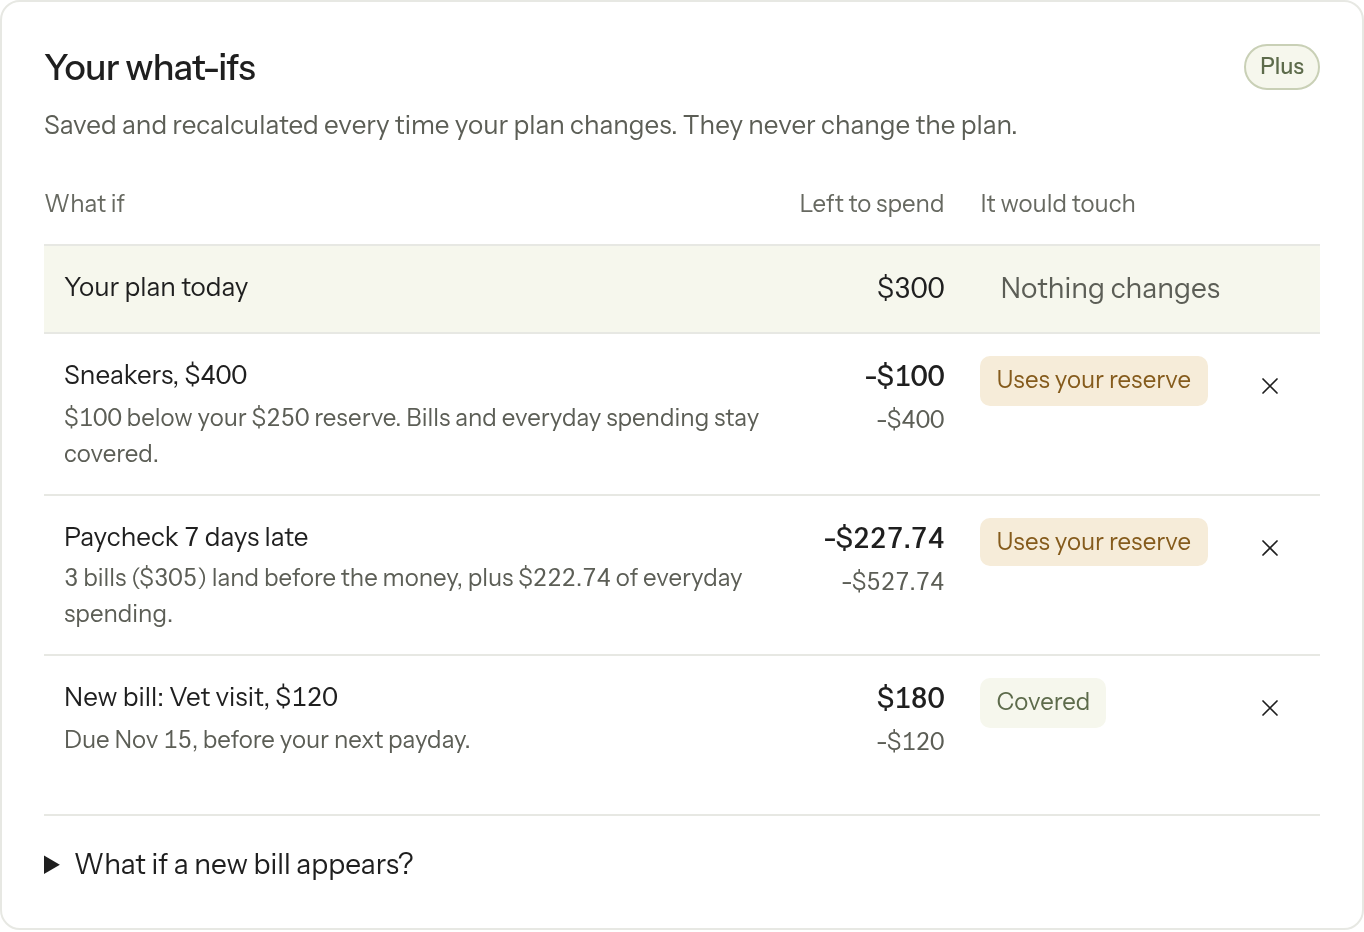 Your what-ifs
Plus
Saved and recalculated every time your plan changes. They never change the plan.
What if
Left to spend
It would touch
Your plan today
$300
Nothing changes
Sneakers, $400
-$100
Uses your reserve
$100 below your $250 reserve. Bills and everyday spending stay
-$400
covered.
Paycheck 7 days late
-$227.74
Uses your reserve
3 bills ($305) land before the money, plus $222.74 of everyday
-$527.74
spending.
New bill: Vet visit, $120
$180
Covered
Due Nov 15, before your next payday.
-$120
What if a new bill appears?